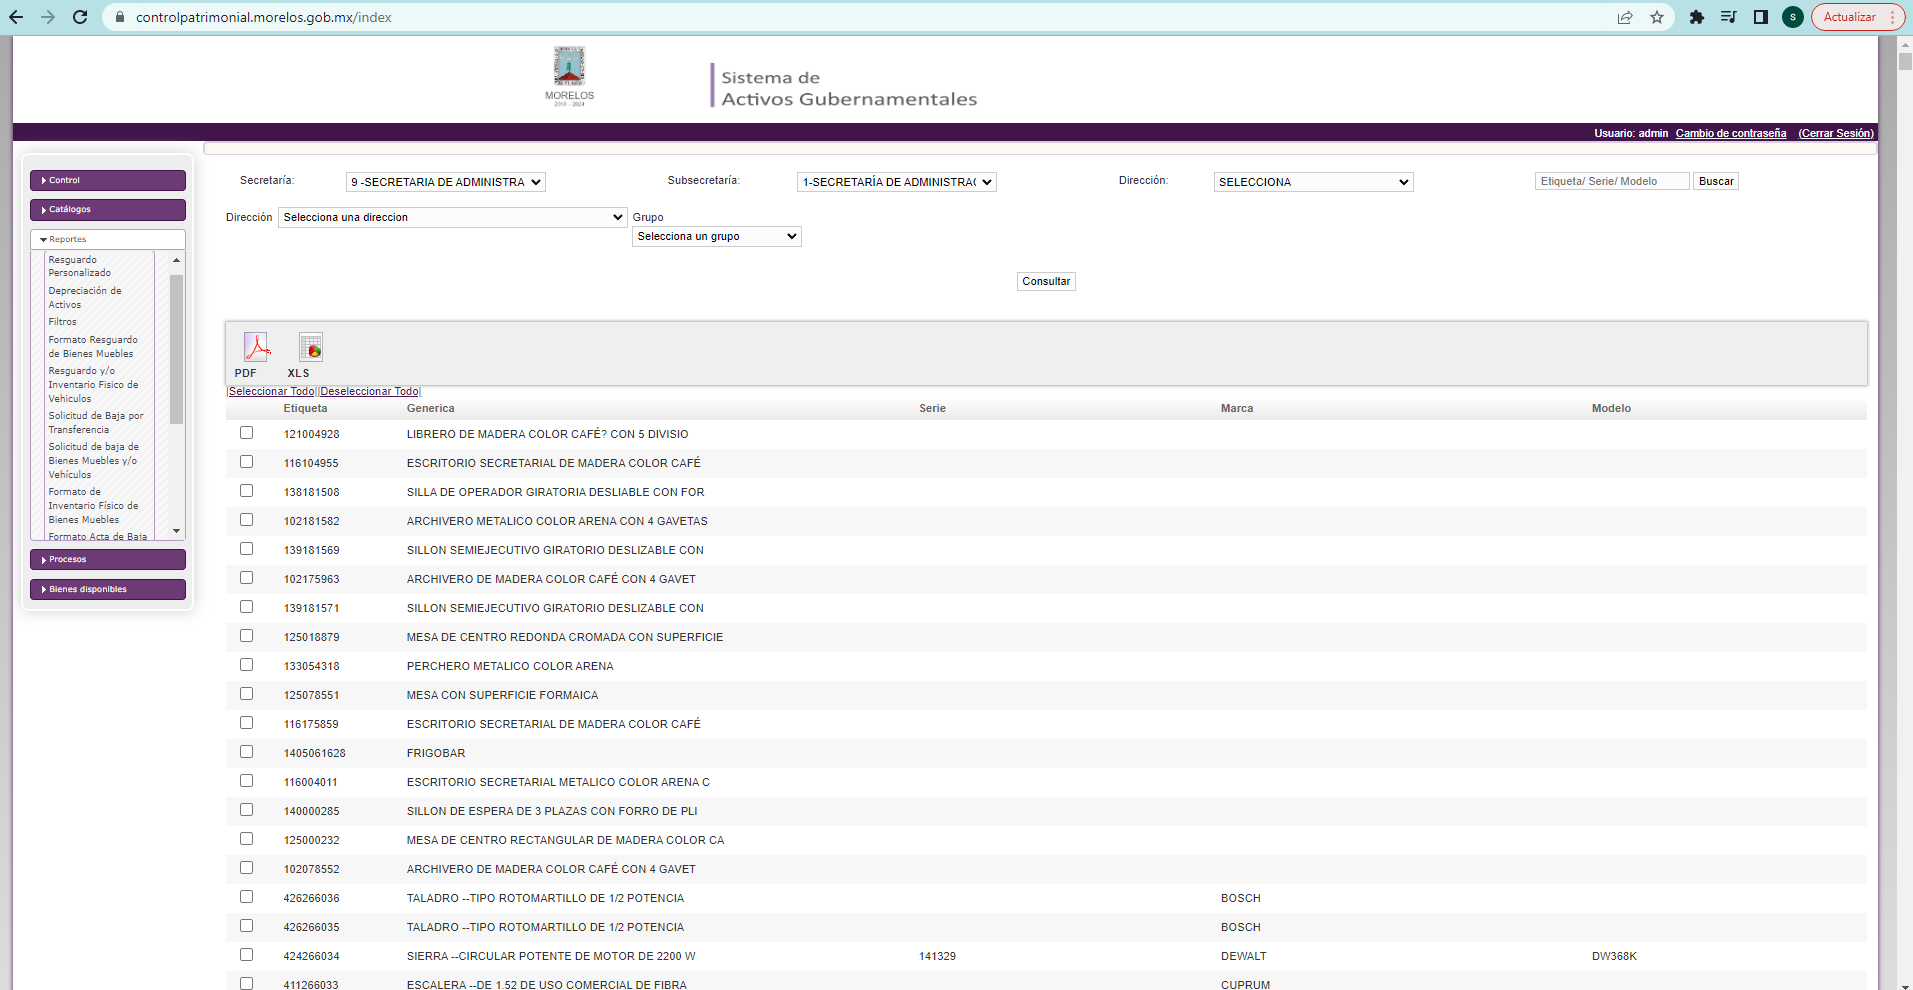 controlpatrimonial.morelos.gob.mx/index
S
Actualizar
MORELOS
2018 - 2024
Sistema de
Activos Gubernamentales
Usuario: admin Cambio de contraseña (Cerrar Sesión)
Control
Catálogos
Reportes
Resguardo
Personalizado
Depreciación de
Activos
Filtros
Formato Resguardo
de Bienes Muebles
Resguardo y/o
Inventario Fisico de
Vehiculos
Solicitud de Baja por
Transferencia
Solicitud de baja de
Bienes Muebles y/o
Vehículos
Formato de
Inventario Físico de
Bienes Muebles
Formato Acta de Baja
Procesos
Bienes disponibles
Secretaría: 9 -SECRETARIA DE ADMINISTRA Subsecretaría: 1-SECRETARÍA DE ADMINISTRAC Dirección: SELECCIONA Etiqueta/ Serie/ Modelo Buscar
Dirección Selecciona una direccion Grupo
Selecciona un grupo
Consultar
PDF XLS
|Seleccionar Todo||Deseleccionar Todo|
Etiqueta Generica Serie Marca Modelo
121004928 LIBRERO DE MADERA COLOR CAFÉ? CON 5 DIVISIO
116104955 ESCRITORIO SECRETARIAL DE MADERA COLOR CAFÉ
138181508 SILLA DE OPERADOR GIRATORIA DESLIABLE CON FOR
102181582 ARCHIVERO METALICO COLOR ARENA CON 4 GAVETAS
139181569 SILLON SEMIEJECUTIVO GIRATORIO DESLIZABLE CON
102175963 ARCHIVERO DE MADERA COLOR CAFÉ CON 4 GAVET
139181571 SILLON SEMIEJECUTIVO GIRATORIO DESLIZABLE CON
125018879 MESA DE CENTRO REDONDA CROMADA CON SUPERFICIE
133054318 PERCHERO METALICO COLOR ARENA
125078551 MESA CON SUPERFICIE FORMAICA
116175859 ESCRITORIO SECRETARIAL DE MADERA COLOR CAFÉ
1405061628 FRIGOBAR
116004011 ESCRITORIO SECRETARIAL METALICO COLOR ARENA C
140000285 SILLON DE ESPERA DE 3 PLAZAS CON FORRO DE PLI
125000232 MESA DE CENTRO RECTANGULAR DE MADERA COLOR CA
102078552 ARCHIVERO DE MADERA COLOR CAFÉ CON 4 GAVET
426266036 TALADRO --TIPO ROTOMARTILLO DE 1/2 POTENCIA BOSCH
426266035 TALADRO --TIPO ROTOMARTILLO DE 1/2 POTENCIA BOSCH
424266034 SIERRA --CIRCULAR POTENTE DE MOTOR DE 2200 W 141329 DEWALT DW368K
411266033 ESCALERA --DE 1.52 DE USO COMERCIAL DE FIBRA CUPRUM